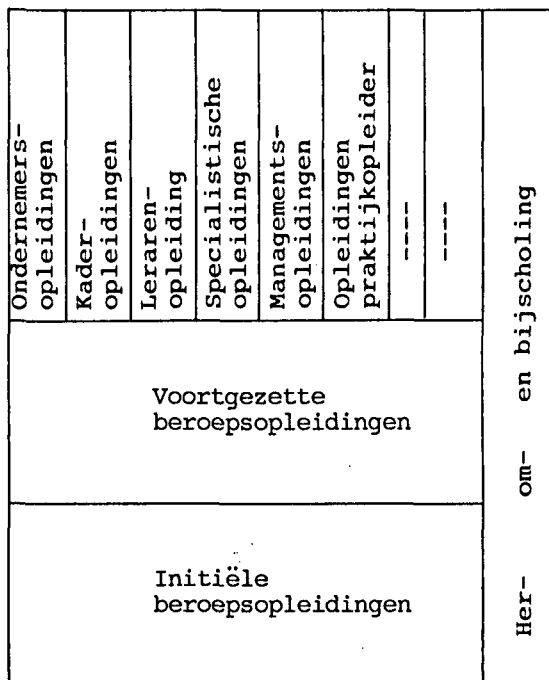 Ondernemers-
opleidingen
Kader-
opleidingen
Leraren-
opleiding
Specialistische
opleidingen
Managements-
opleidingen
Opleidingen
praktijkopleider
----
----
Voortgezette
beroepsopleidingen
Initiële
beroepsopleidingen
Her- om- en bijscholing